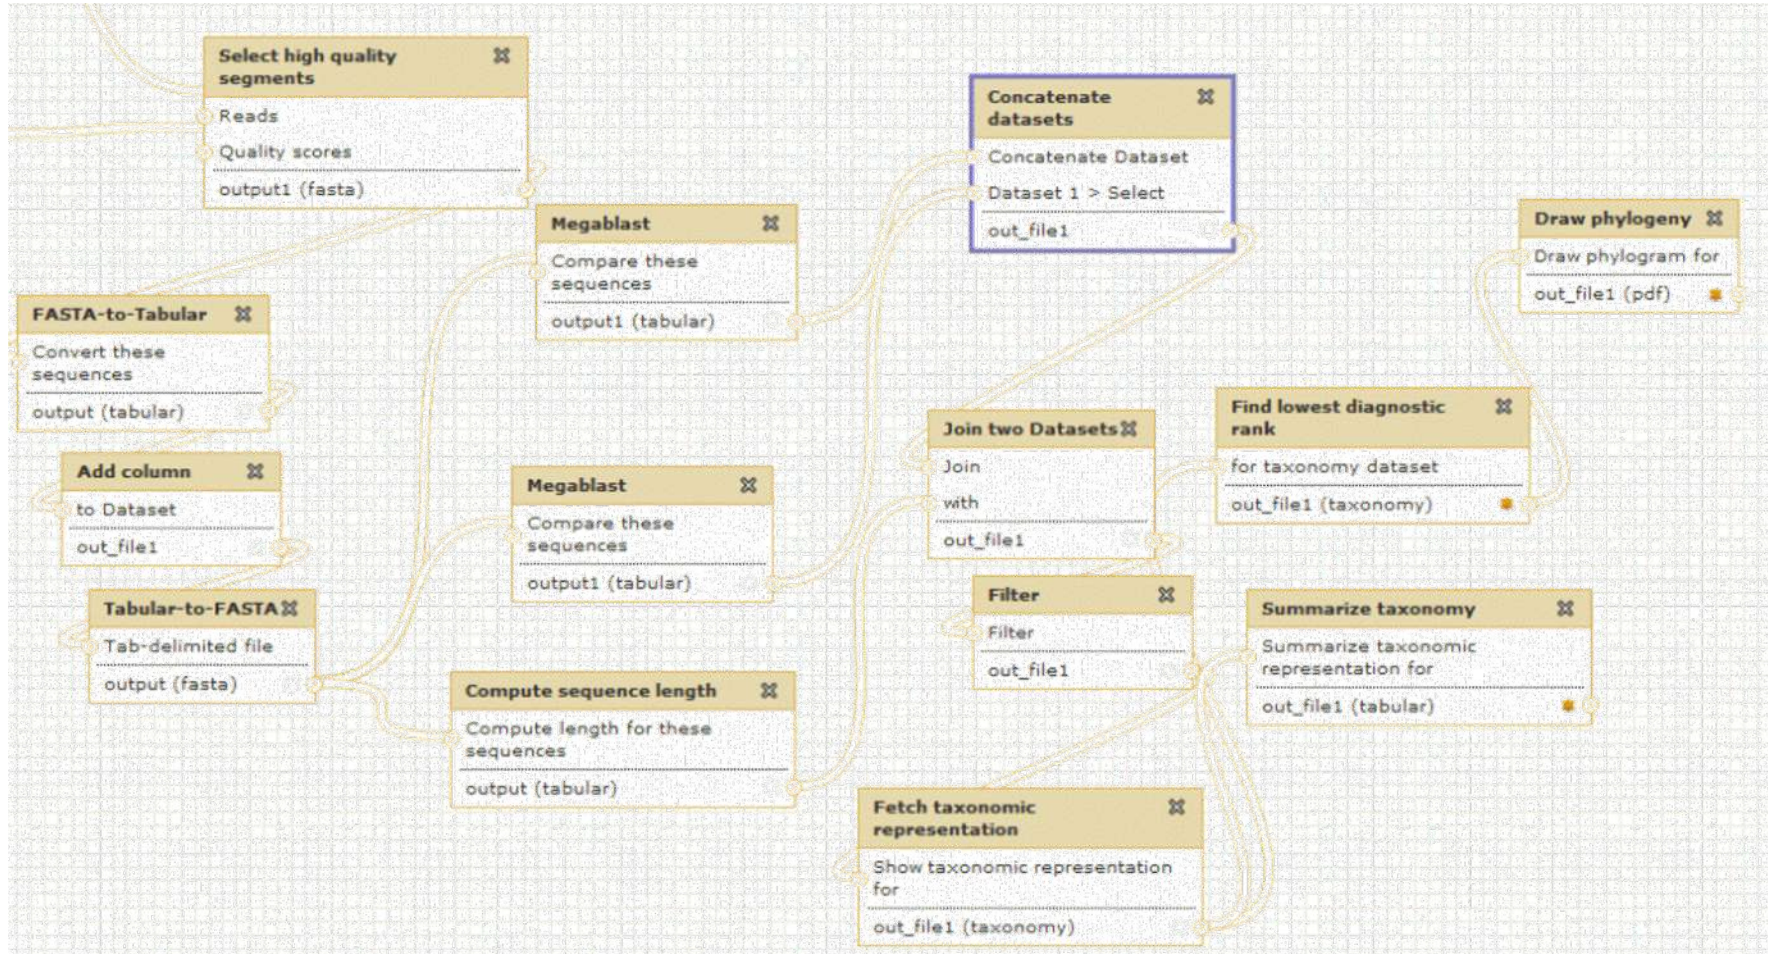 Select high quality
segments
Reads
Quality scores
output1 (fasta)
FASTA-to-Tabular
Convert these
sequences
output (tabular)
Add column
to Dataset
out_file1
Tabular-to-FASTA
Tab-delimited file
output (fasta)
Megablast
Compare these
sequences
output1 (tabular)
Megablast
Compare these
sequences
output1 (tabular)
Compute sequence length
Compute length for these
sequences
output (tabular)
Concatenate
datasets
Concatenate Dataset
Dataset 1 > Select
out_file1
Join two Datasets
Join
with
out_file1
Filter
Filter
out_file1
Fetch taxonomic
representation
Show taxonomic representation
for
out_file1 (taxonomy)
Find lowest diagnostic
rank
for taxonomy dataset
out_file1 (taxonomy)
Summarize taxonomy
Summarize taxonomic
representation for
out_file1 (tabular)
Draw phylogeny
Draw phylogram for
out_file1 (pdf)